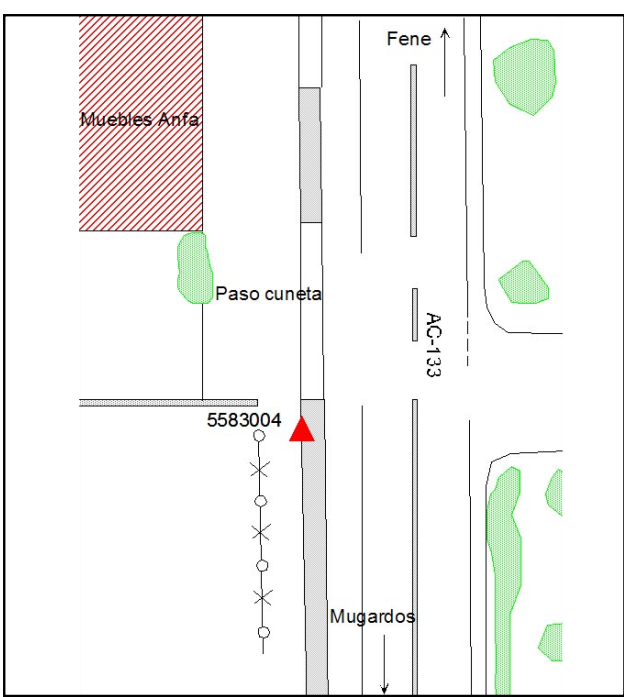 Fene
Muebles Anfa
Paso cuneta
AC-133
5583004
Mugardos